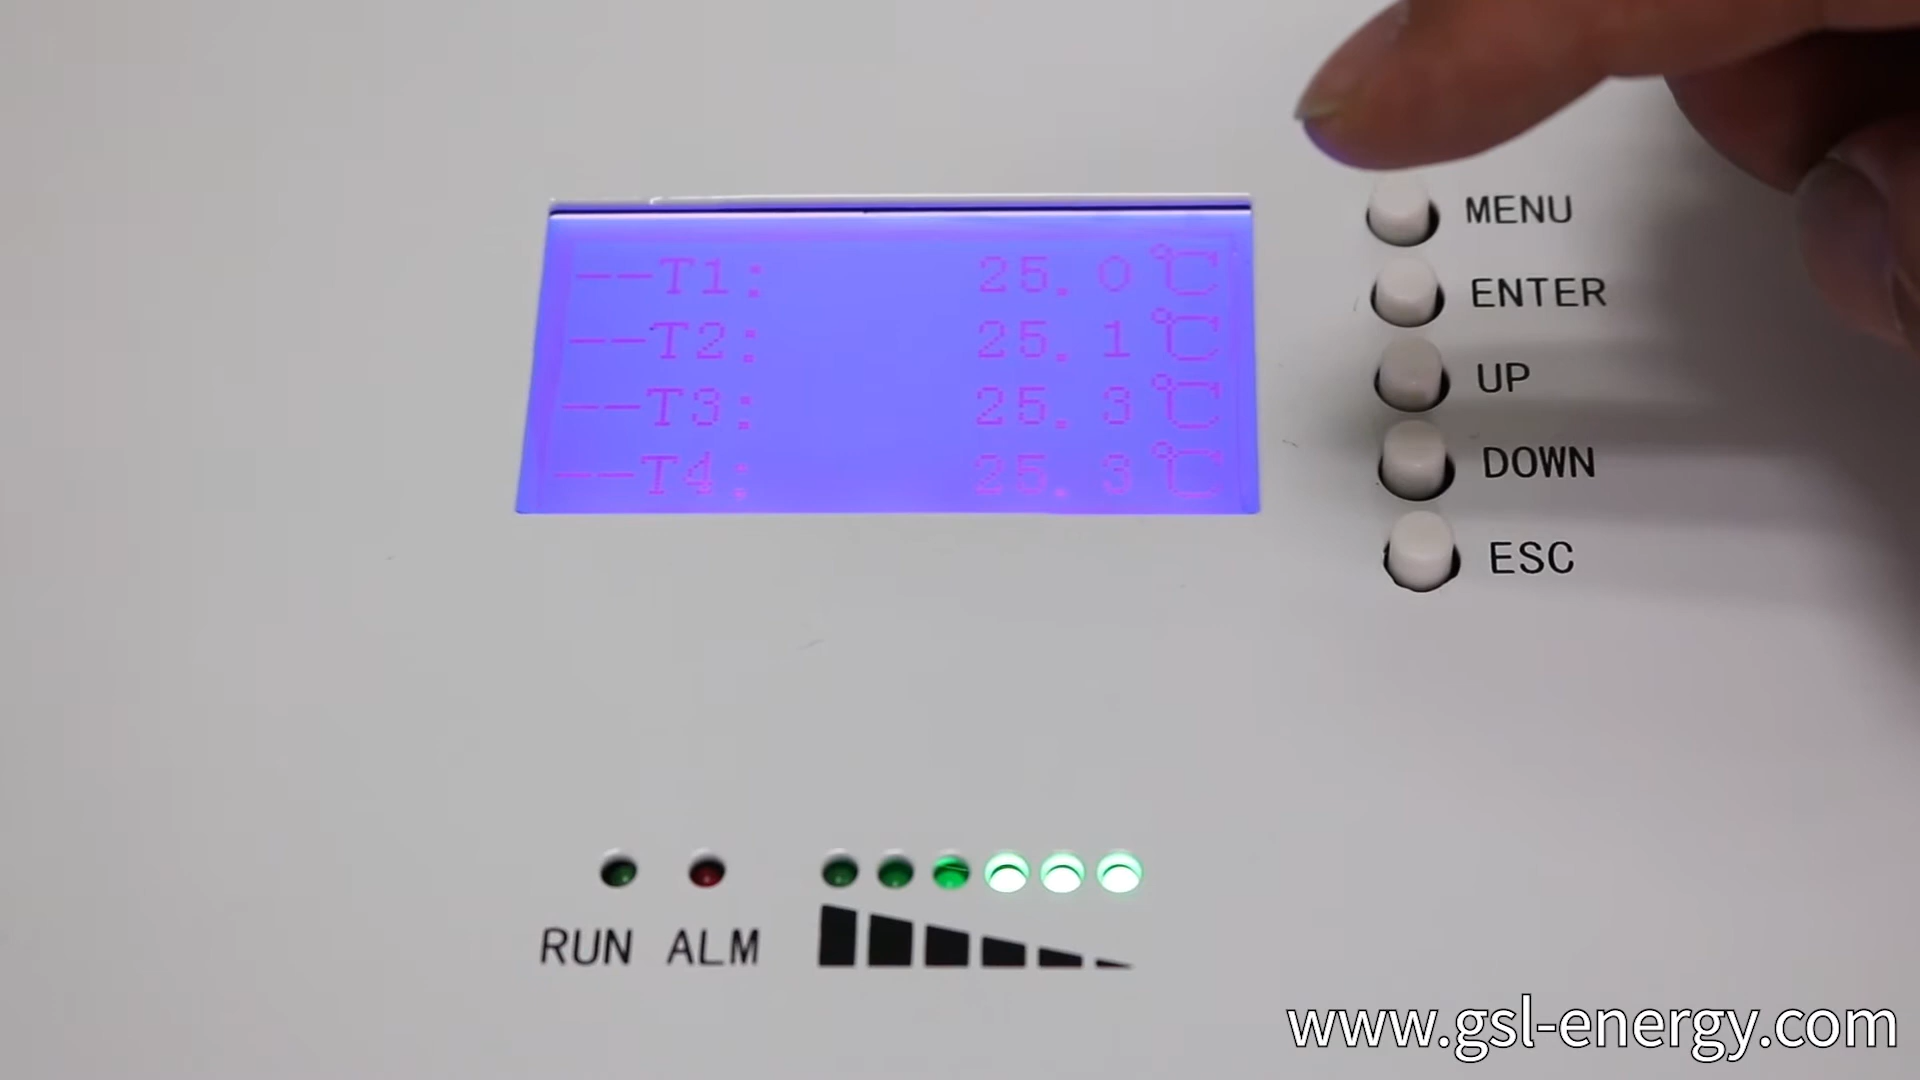 --T1: 25.0℃
--T2: 25.1℃
--T3: 25.3℃
--T4: 25.3℃
MENU
ENTER
UP
DOWN
ESC
RUN ALM
www.gsl-energy.com